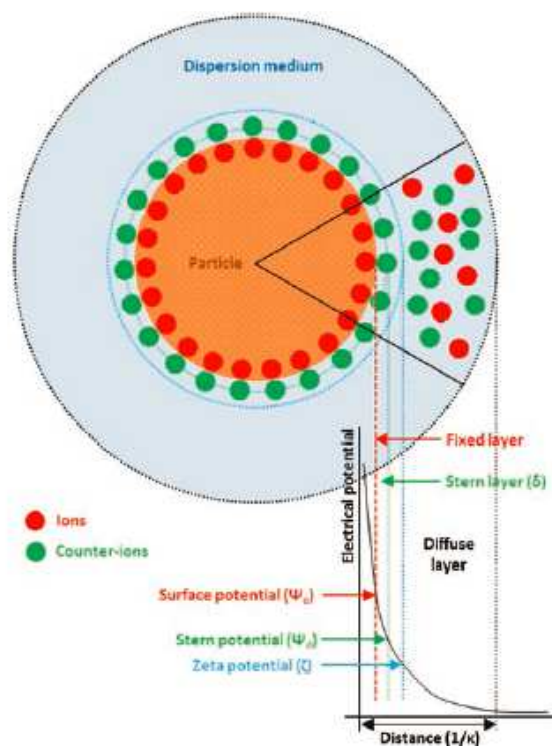 Dispersion medium
Particle
Fixed layer
Stern layer (δ)
Electrical potential
Ions
Counter-ions
Diffuse
layer
Surface potential (Ψ₀)
Stern potential (Ψ
Zeta potential (ζ)
Distance (1/κ)